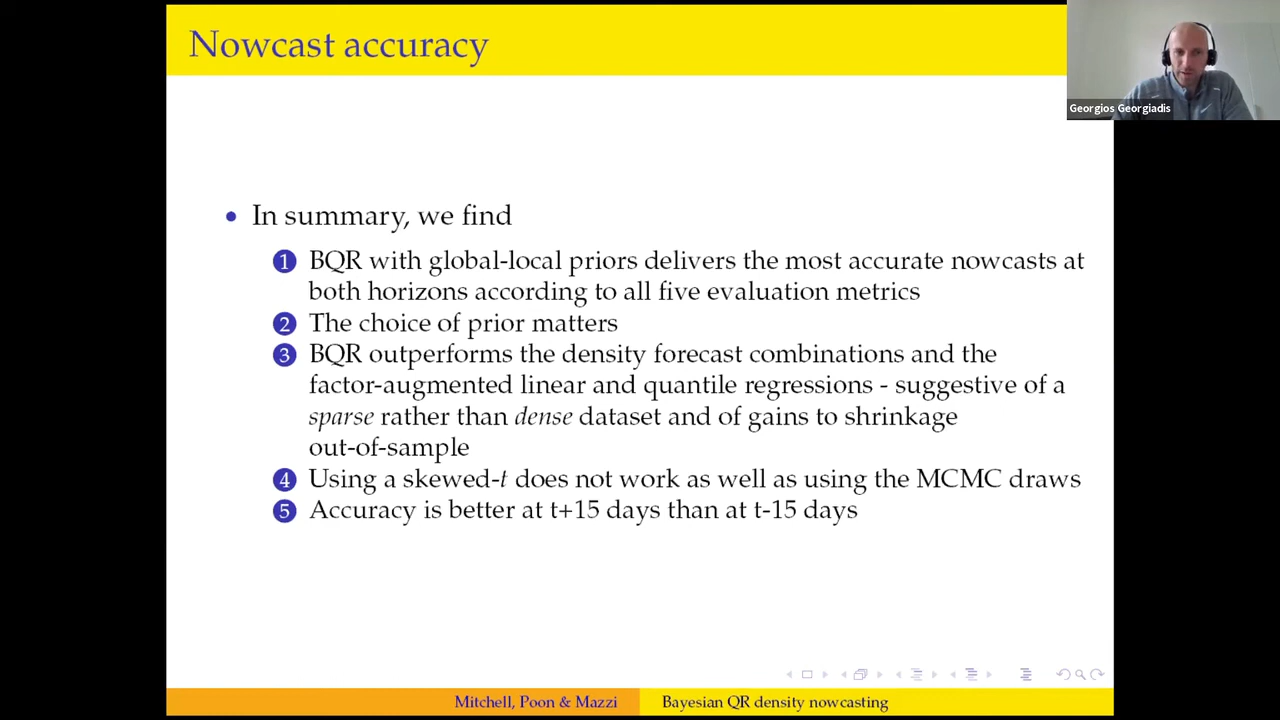 Nowcast accuracy
Georgios Georgiadis
• In summary, we find
1 BQR with global-local priors delivers the most accurate nowcasts at
both horizons according to all five evaluation metrics
2 The choice of prior matters
3 BQR outperforms the density forecast combinations and the
factor-augmented linear and quantile regressions - suggestive of a
sparse rather than dense dataset and of gains to shrinkage
out-of-sample
4 Using a skewed-t does not work as well as using the MCMC draws
5 Accuracy is better at t+15 days than at t-15 days
Mitchell, Poon & Mazzi
Bayesian QR density nowcasting